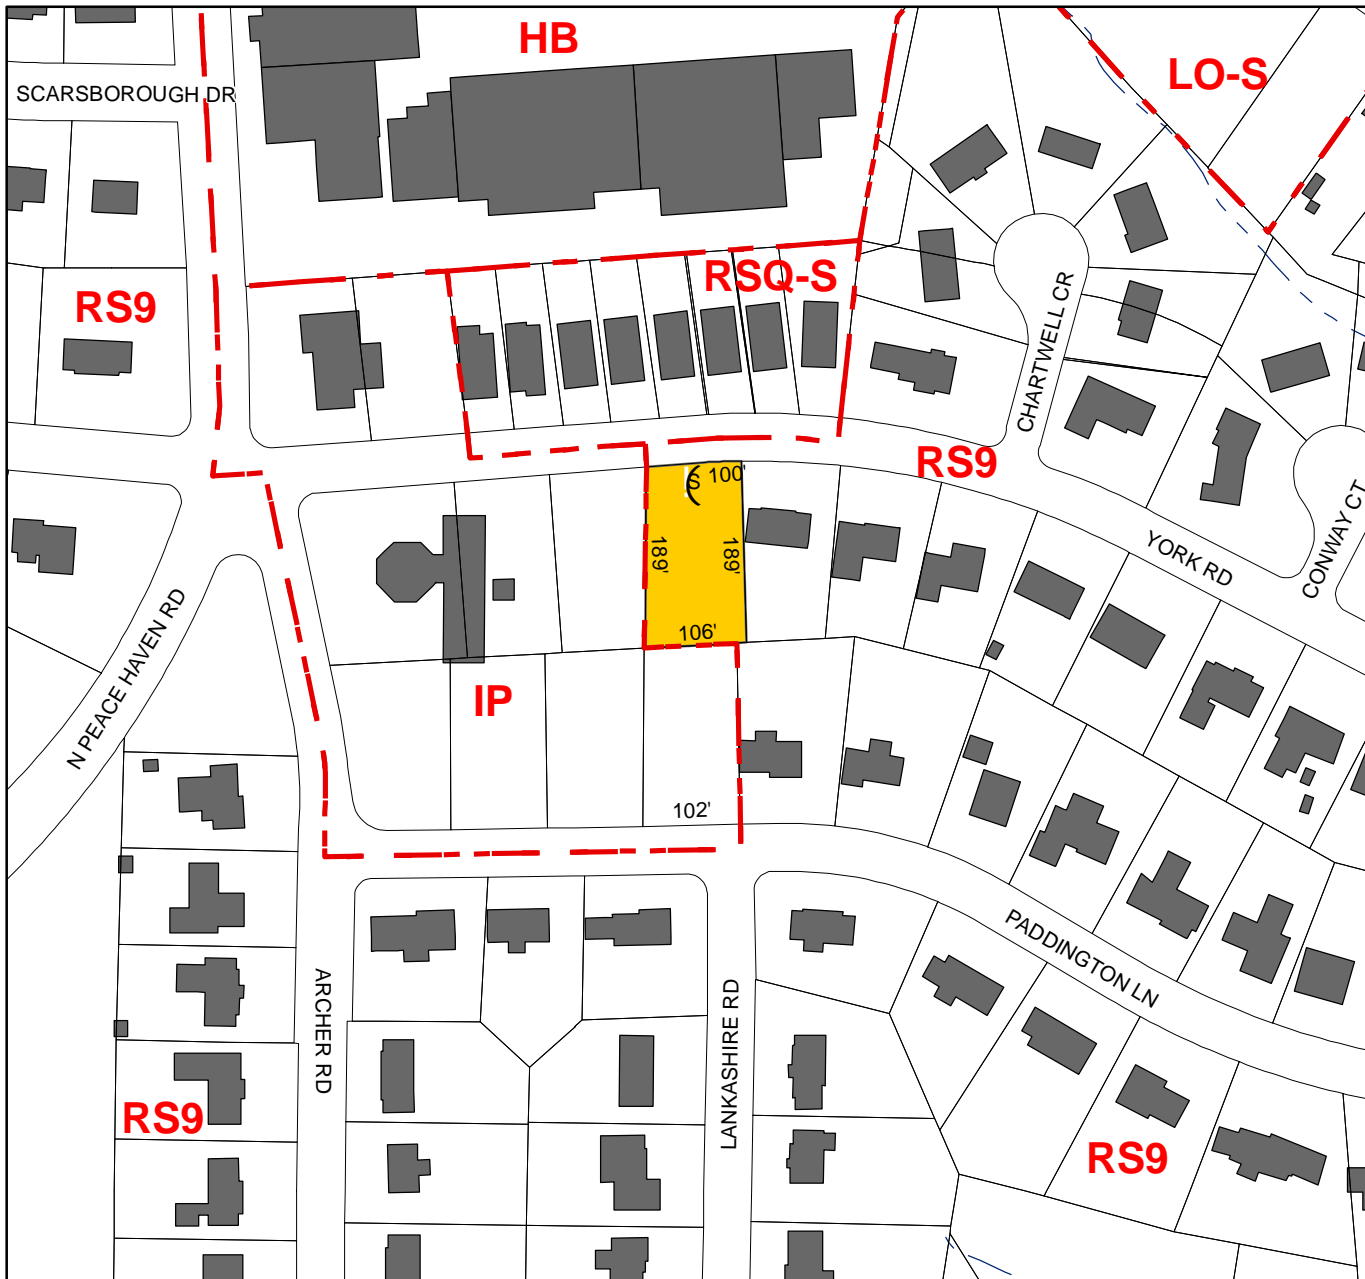 HB
LO-S
SCARSBOROUGH DR
RSQ-S
RS9
CHARTWELL CR
RS9
S 100'
189'
189'
YORK RD
CONWAY CT
106'
N PEACE HAVEN RD
IP
102'
PADDINGTON LN
ARCHER RD
LANKASHIRE RD
RS9
RS9